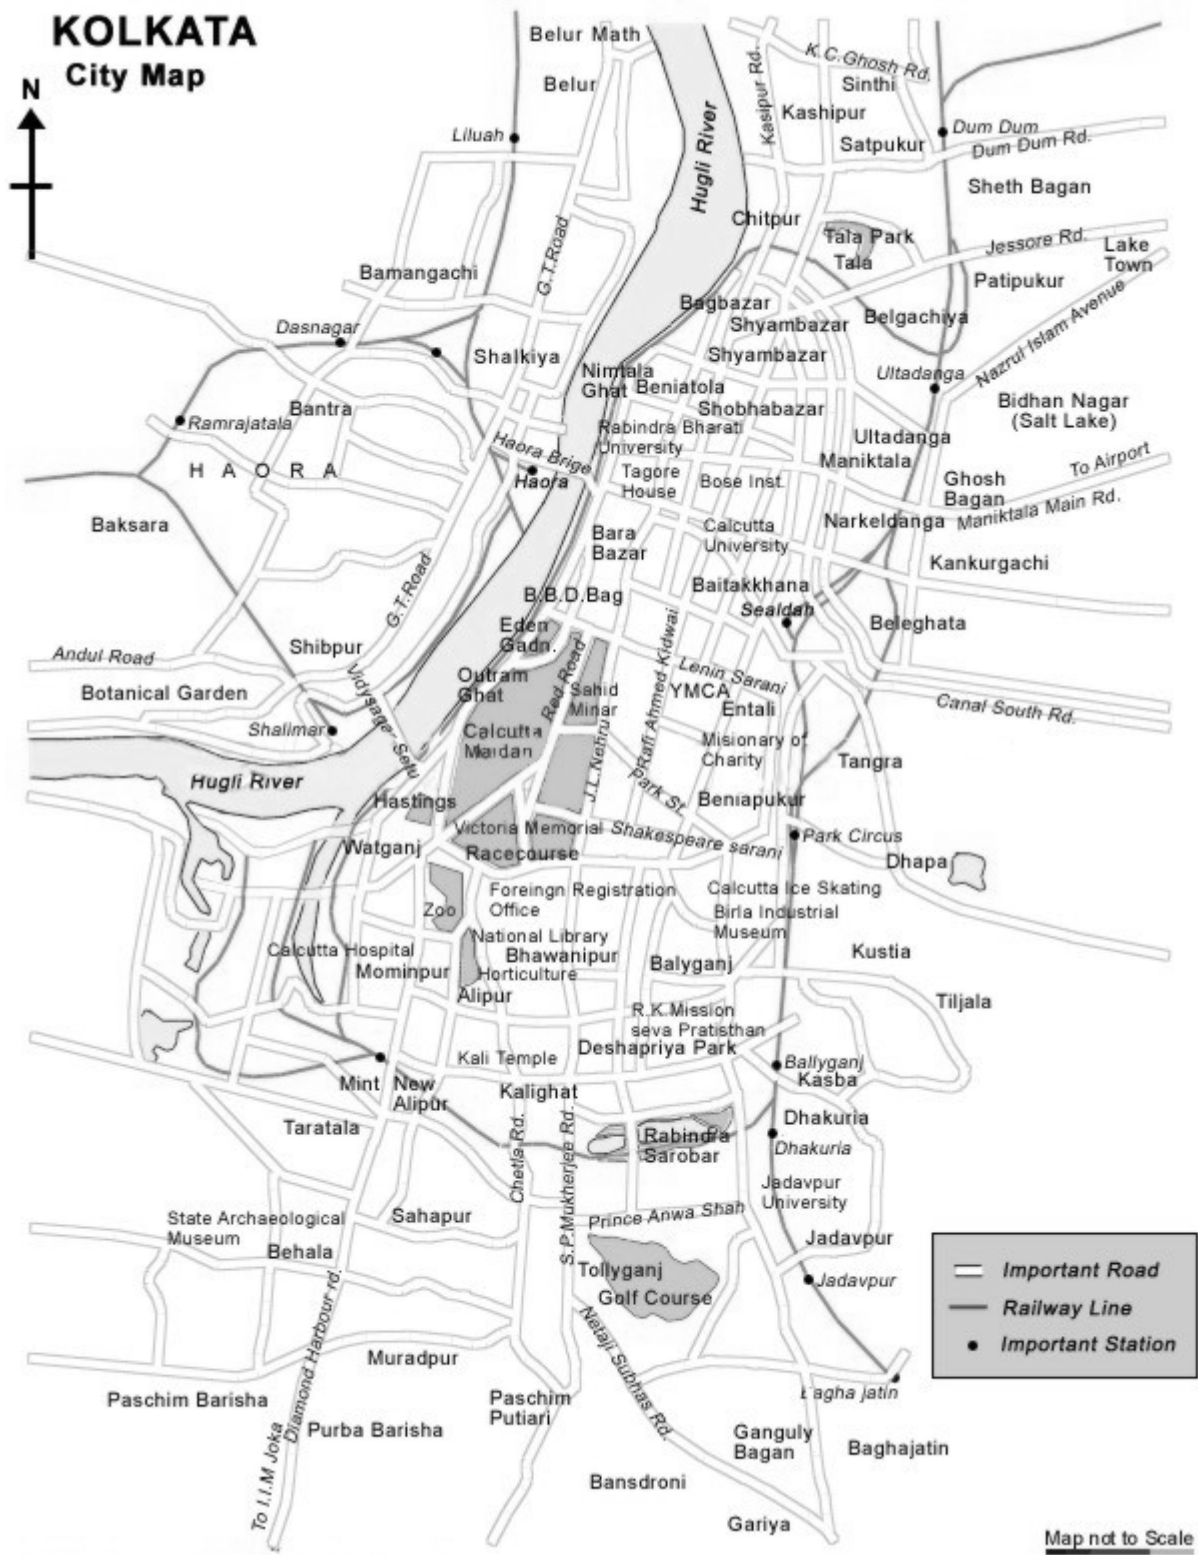 KOLKATA
City Map
N
Belur Math
Belur
K.C.Ghosh Rd.
Sinthi
Kasipur Rd.
Kashipur
Satpukur
Hugli River
Liluah
Dum Dum
Dum Dum Rd.
Sheth Bagan
Chitpur
Tala Park
Tala
Jessore Rd.
Lake
Town
G.T.Road
Bamangachi
Patipukur
Bagbazar
Shyambazar
Belgachiya
Nazrul Islam Avenue
Dasnagar
Shalkiya
Shyambazar
Nimtala
Ghat
Beniatola
Ultadanga
Bantra
Ramrajatala
Shobhabazar
Bidhan Nagar
(Salt Lake)
Rabindra Bharati
University
Ultadanga
Haora Brige
Haora
HAORA
Tagore
House
Bose Inst.
Maniktala
To Airport
Ghosh
Bagan
Maniktala Main Rd.
Baksara
Bara
Bazar
Calcutta
University
Narkeldanga
Kankurgachi
G.T.Road
B.B.D.Bag
Baitakkhana
Sealdah
Beleghata
Eden
Gadn.
Shibpur
Andul Road
Botanical Garden
Vidysagar Setu
Outram
Ghat
Red Road
Sahid
Minar
Rafi Ahmed Kidwai
Lenin Sarani
YMCA
Entali
Canal South Rd.
Shalimar
Calcutta
Maidan
J.L.Nehru
Misionary of
Charity
Tangra
Hugli River
Park St.
Hastings
Beniapukur
Victoria Memorial
Shakespeare sarani
Park Circus
Watganj
Racecourse
Dhapa
Zoo
Foreingn Registration
Office
Calcutta Ice Skating
Birla Industrial
Museum
Calcutta Hospital
National Library
Bhawanipur
Kustia
Mominpur
Horticulture
Balyganj
Alipur
Tiljala
R.K.Mission
seva Pratisthan
Kali Temple
Deshapriya Park
Ballyganj
Kasba
Mint
New
Alipur
Kalighat
Taratala
Chetla Rd.
S.P.Mukherjee Rd.
Rabindra
Sarobar
Dhakuria
Dhakuria
Jadavpur
University
State Archaeological
Museum
Sahapur
Prince Anwa Shah
Behala
Jadavpur
Tollyganj
Golf Course
Jadavpur
Important Road
Railway Line
Important Station
Diamond Harbour rd.
Netaji Subhas Rd.
Muradpur
Paschim Barisha
Paschim
Putiari
jatin
Purba Barisha
Ganguly
Bagan
Baghajatin
To I.I.M Joka
Bansdroni
Gariya
Map not to Scale